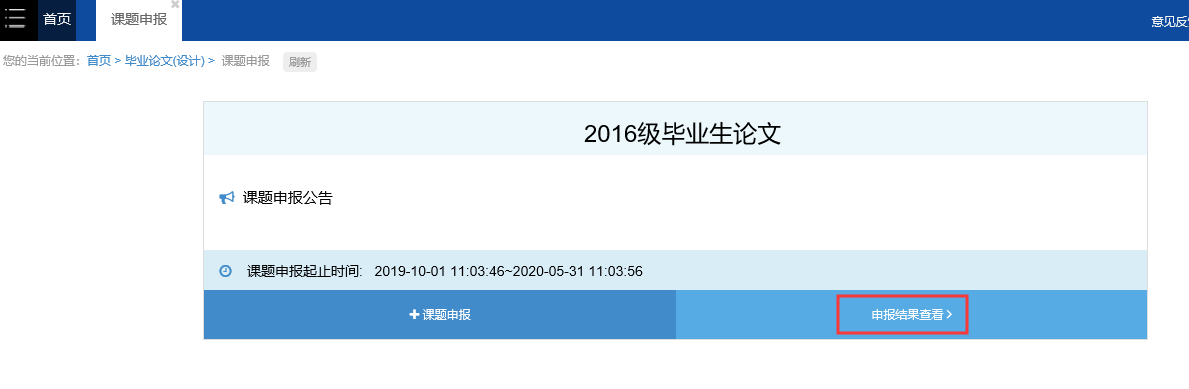 首页 课题申报 意见反
您的当前位置: 首页 > 毕业论文(设计) > 课题申报 刷新
2016级毕业生论文
课题申报公告
课题申报起止时间: 2019-10-01 11:03:46~2020-05-31 11:03:56
课题申报 申报结果查看